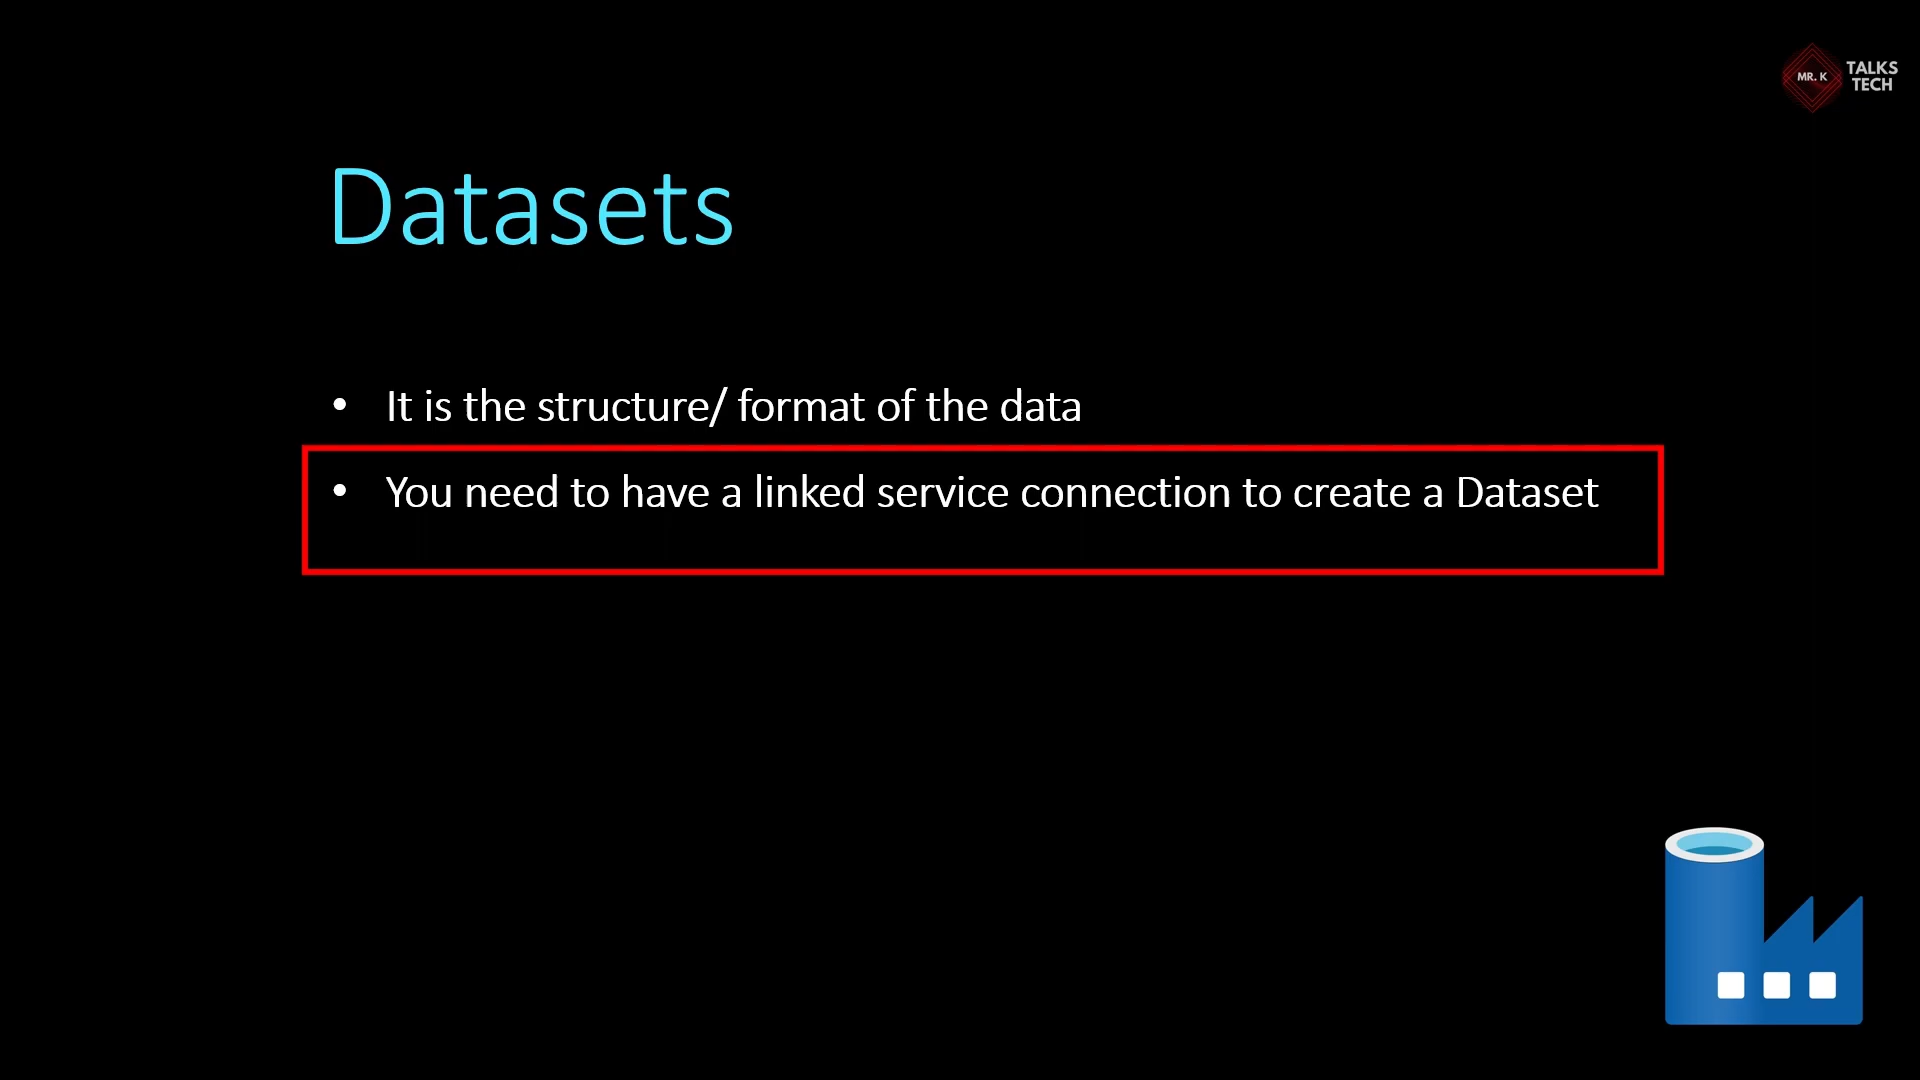 MR. K
TALKS
TECH
Datasets
• It is the structure/ format of the data
• You need to have a linked service connection to create a Dataset